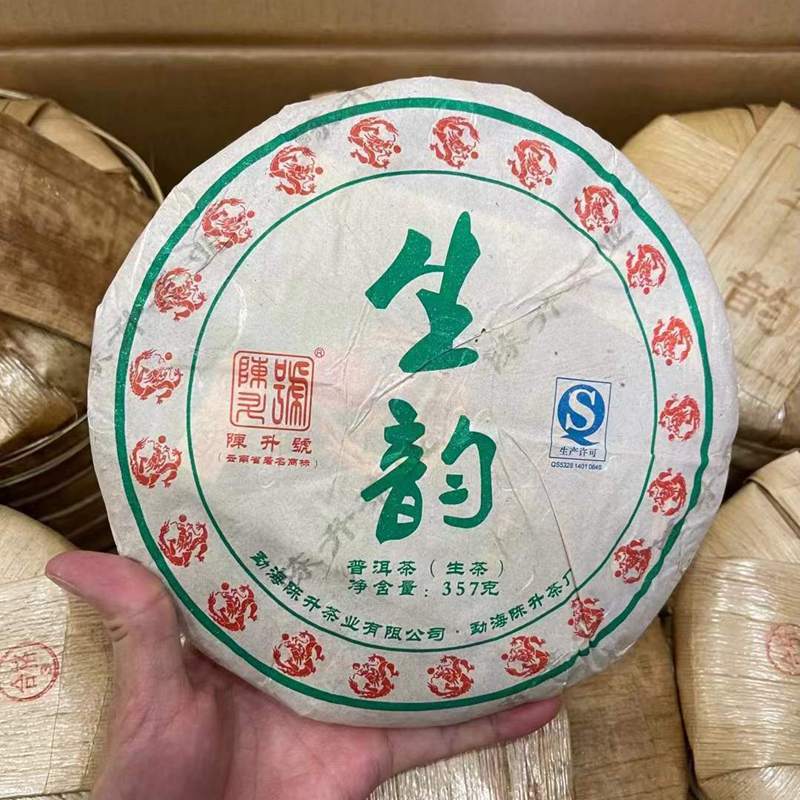 生
韵
陳升號
®
陳升號
(云南省著名商标)
生产许可
QS5328 1401 0645
普洱茶（生茶）
净含量：357克
勐海陈升茶业有限公司·勐海陈升茶厂
韵